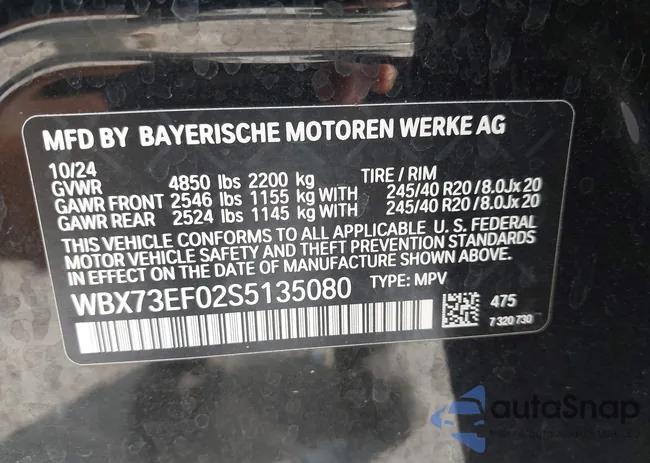 MFD BY BAYERISCHE MOTOREN WERKE AG
10/24
GVWR 4850 lbs 2200 kg TIRE / RIM
GAWR FRONT 2546 lbs 1155 kg WITH 245/40 R20/8.0Jx20
GAWR REAR 2524 lbs 1145 kg WITH 245/40 R20/8.0Jx20
THIS VEHICLE CONFORMS TO ALL APPLICABLE U. S. FEDERAL
MOTOR VEHICLE SAFETY AND THEFT PREVENTION STANDARDS
IN EFFECT ON THE DATE OF MANUFACTURE SHOWN ABOVE.
WBX73EF02S5135080 TYPE: MPV
475
7 320 730
autoSnap